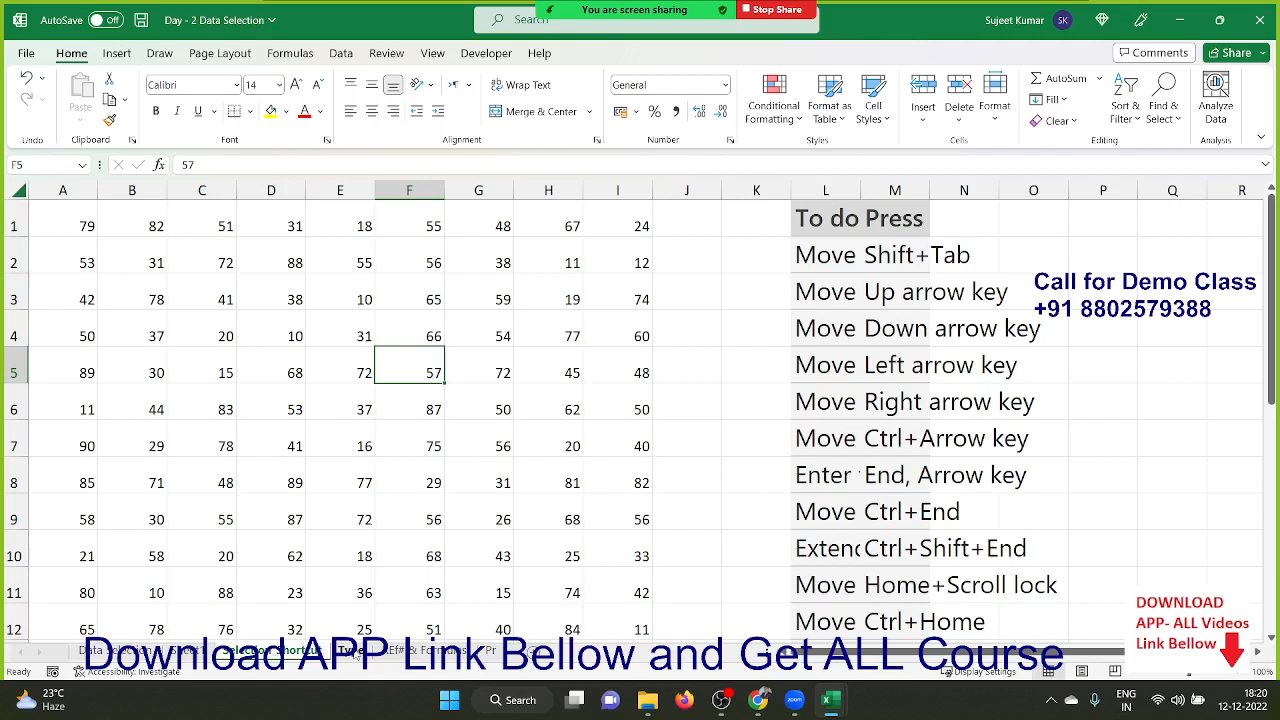 You are screen sharing
Stop Share
AutoSave Off
Day - 2 Data Selection
Search
Sujeet Kumar SK
File Home Insert Draw Page Layout Formulas Data Review View Developer Help
Comments Share
Calibri 14 A A
General
Wrap Text
Merge & Center
B I U A
Paste
Conditional Formatting
Format as Table
Cell Styles
Insert Delete Format
AutoSum
Fill
Clear
Sort & Filter
Find & Select
Analyze Data
Undo Clipboard Font Alignment Number Styles Cells Editing Analysis
F5 fx 57
A B C D E F G H I J K L M N O P Q R
1 79 82 51 31 18 55 48 67 24 To do Press
2 53 31 72 88 55 56 38 11 12 Move Shift+Tab
3 42 78 41 38 10 65 59 19 74 Move Up arrow key
4 50 37 20 10 31 66 54 77 60 Move Down arrow key
5 89 30 15 68 72 57 72 45 48 Move Left arrow key
6 11 44 83 53 37 87 50 62 50 Move Right arrow key
7 90 29 78 41 16 75 56 20 40 Move Ctrl+Arrow key
8 85 71 48 89 77 29 31 81 82 Enter End, Arrow key
9 58 30 55 87 72 56 26 68 56 Move Ctrl+End
10 21 58 20 62 18 68 43 25 33 Ctrl+Shift+End
11 80 10 88 23 36 63 15 74 42 Move Home+Scroll lock
12 65 78 76 32 25 51 40 84 11 Move Ctrl+Home
Call for Demo Class
+91 8802579388
DOWNLOAD
APP- ALL Videos
Link Bellow
Download APP Link Bellow and Get ALL Course
Ready
Accessibility: Investigate
Display Settings
100%
23°C
Haze
Search
ENG
IN
18:20
12-12-2022